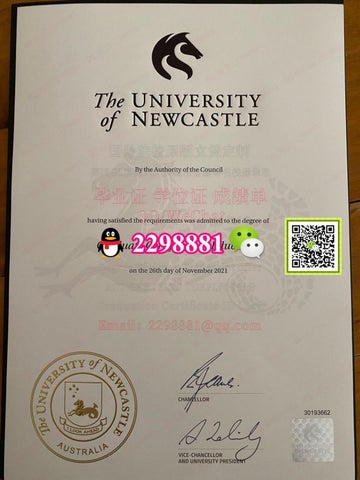 The UNIVERSITY
of NEWCASTLE
By the Authority of the Council
毕业证 学位证 成绩单
having satisfied the requirements was admitted to the degree of
2298881
on the 26th day of November 2021
Email: 2298881@qq.com
CHANCELLOR
30193662
VICE-CHANCELLOR
AND UNIVERSITY PRESIDENT
The UNIVERSITY of NEWCASTLE
I LOOK AHEAD
AUSTRALIA